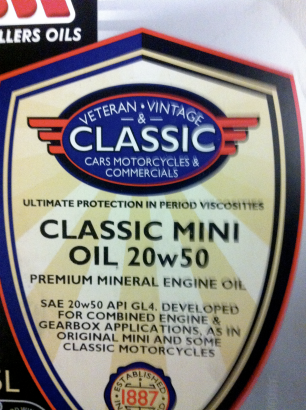 LLERS OILS
VETERAN • VINTAGE
&
CLASSIC
CARS MOTORCYCLES &
COMMERCIALS
ULTIMATE PROTECTION IN PERIOD VISCOSITIES
CLASSIC MINI
OIL 20w50
PREMIUM MINERAL ENGINE OIL
SAE 20w50 API GL4. DEVELOPED
FOR COMBINED ENGINE &
GEARBOX APPLICATIONS, AS IN
ORIGINAL MINI AND SOME
CLASSIC MOTORCYCLES
5L
ESTABLISHED
1887